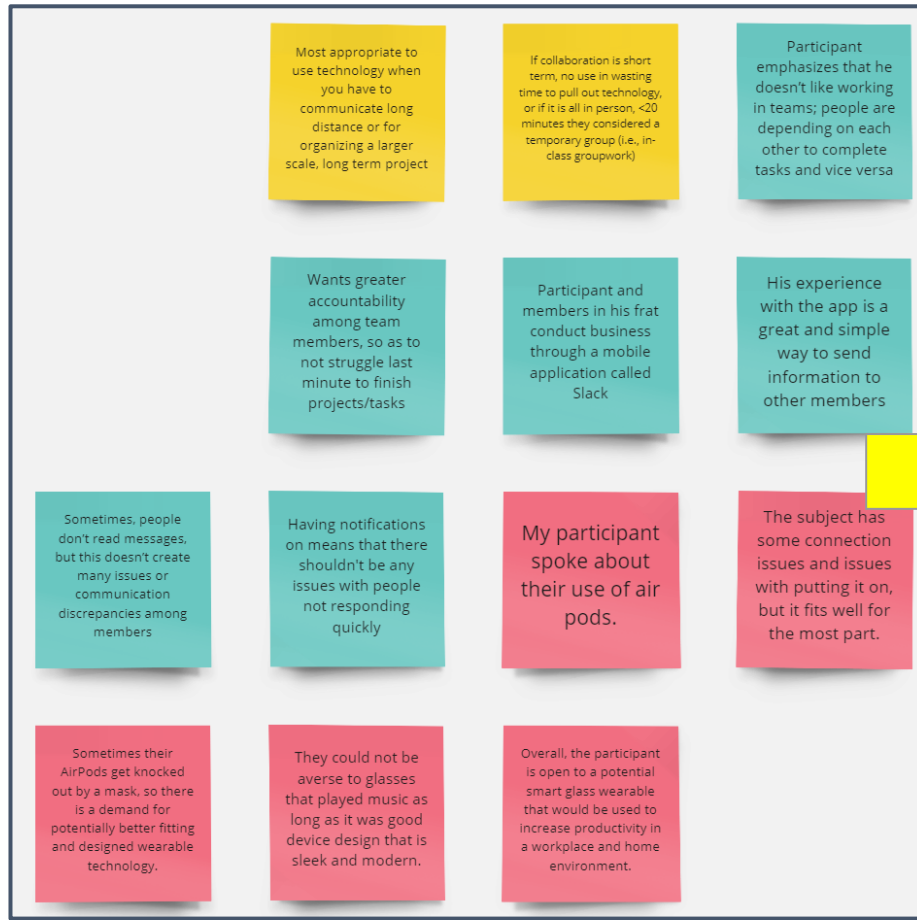 Most appropriate to
use technology when
you have to
communicate long
distance or for
organizing a larger
scale, long term project
If collaboration is short
term, no use in wasting
time to pull out technology,
or if it is all in person, <20
minutes they considered a
temporary group (i.e., in-
class groupwork)
Participant
emphasizes that he
doesn't like working
in teams; people are
depending on each
other to complete
tasks and vice versa
Wants greater
accountability
among team
members, so as to
not struggle last
minute to finish
projects/tasks
Participant and
members in his frat
conduct business
through a mobile
application called
Slack
His experience
with the app is a
great and simple
way to send
information to
other members
Sometimes, people
don't read messages,
but this doesn't create
many issues or
communication
discrepancies among
members
Having notifications
on means that there
shouldn't be any
issues with people
not responding
quickly
My participant
spoke about
their use of air
pods.
The subject has
some connection
issues and issues
with putting it on,
but it fits well for
the most part.
Sometimes their
AirPods get knocked
out by a mask, so there
is a demand for
potentially better fitting
and designed wearable
technology.
They could not be
averse to glasses
that played music as
long as it was good
device design that is
sleek and modern.
Overall, the participant
is open to a potential
smart glass wearable
that would be used to
increase productivity in
a workplace and home
environment.